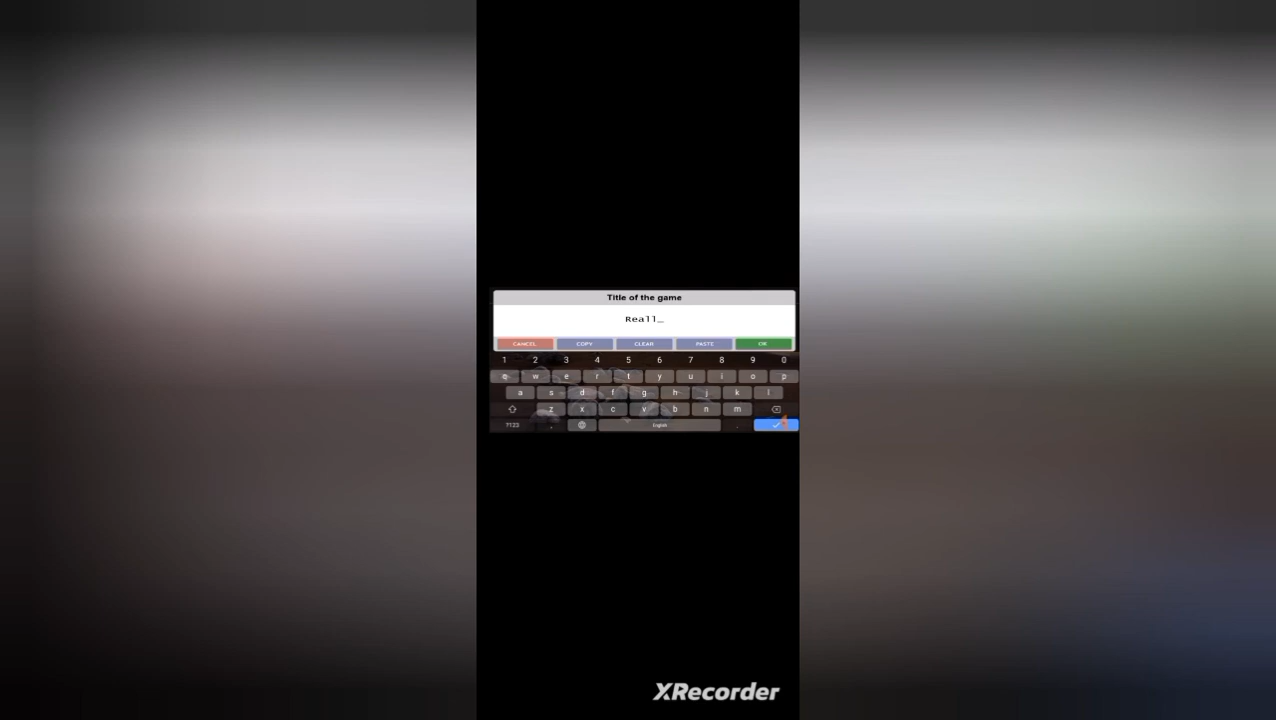 Title of the game
Reall_
CANCEL COPY CLEAR PASTE OK
1 2 3 4 5 6 7 8 9 0
q w e r t y u i o p
a s d f g h j k l
z x c v b n m
?123 , English .
XRecorder